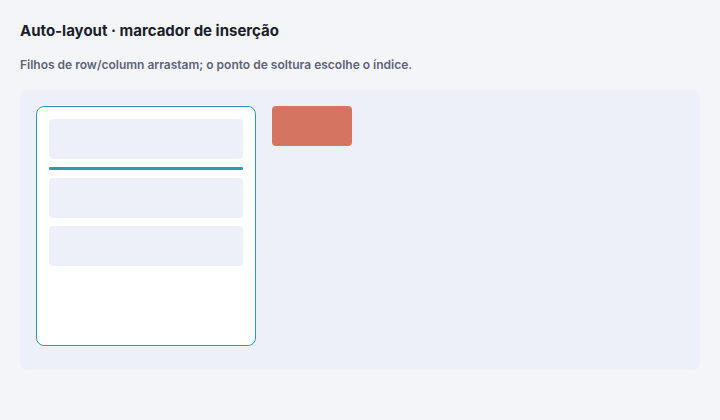 Auto-layout · marcador de inserção
Filhos de row/column arrastam; o ponto de soltura escolhe o índice.